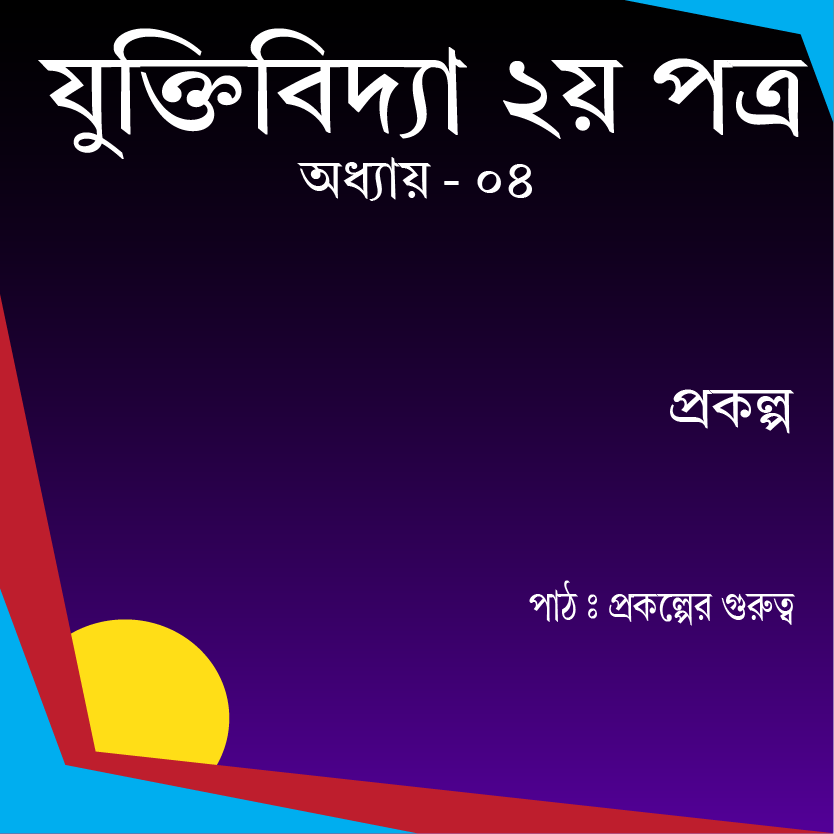 যুক্তিবিদ্যা ২য় পত্র
অধ্যায় - ০৪
প্রকল্প
পাঠ ঃ প্রকল্পের গুরুত্ব